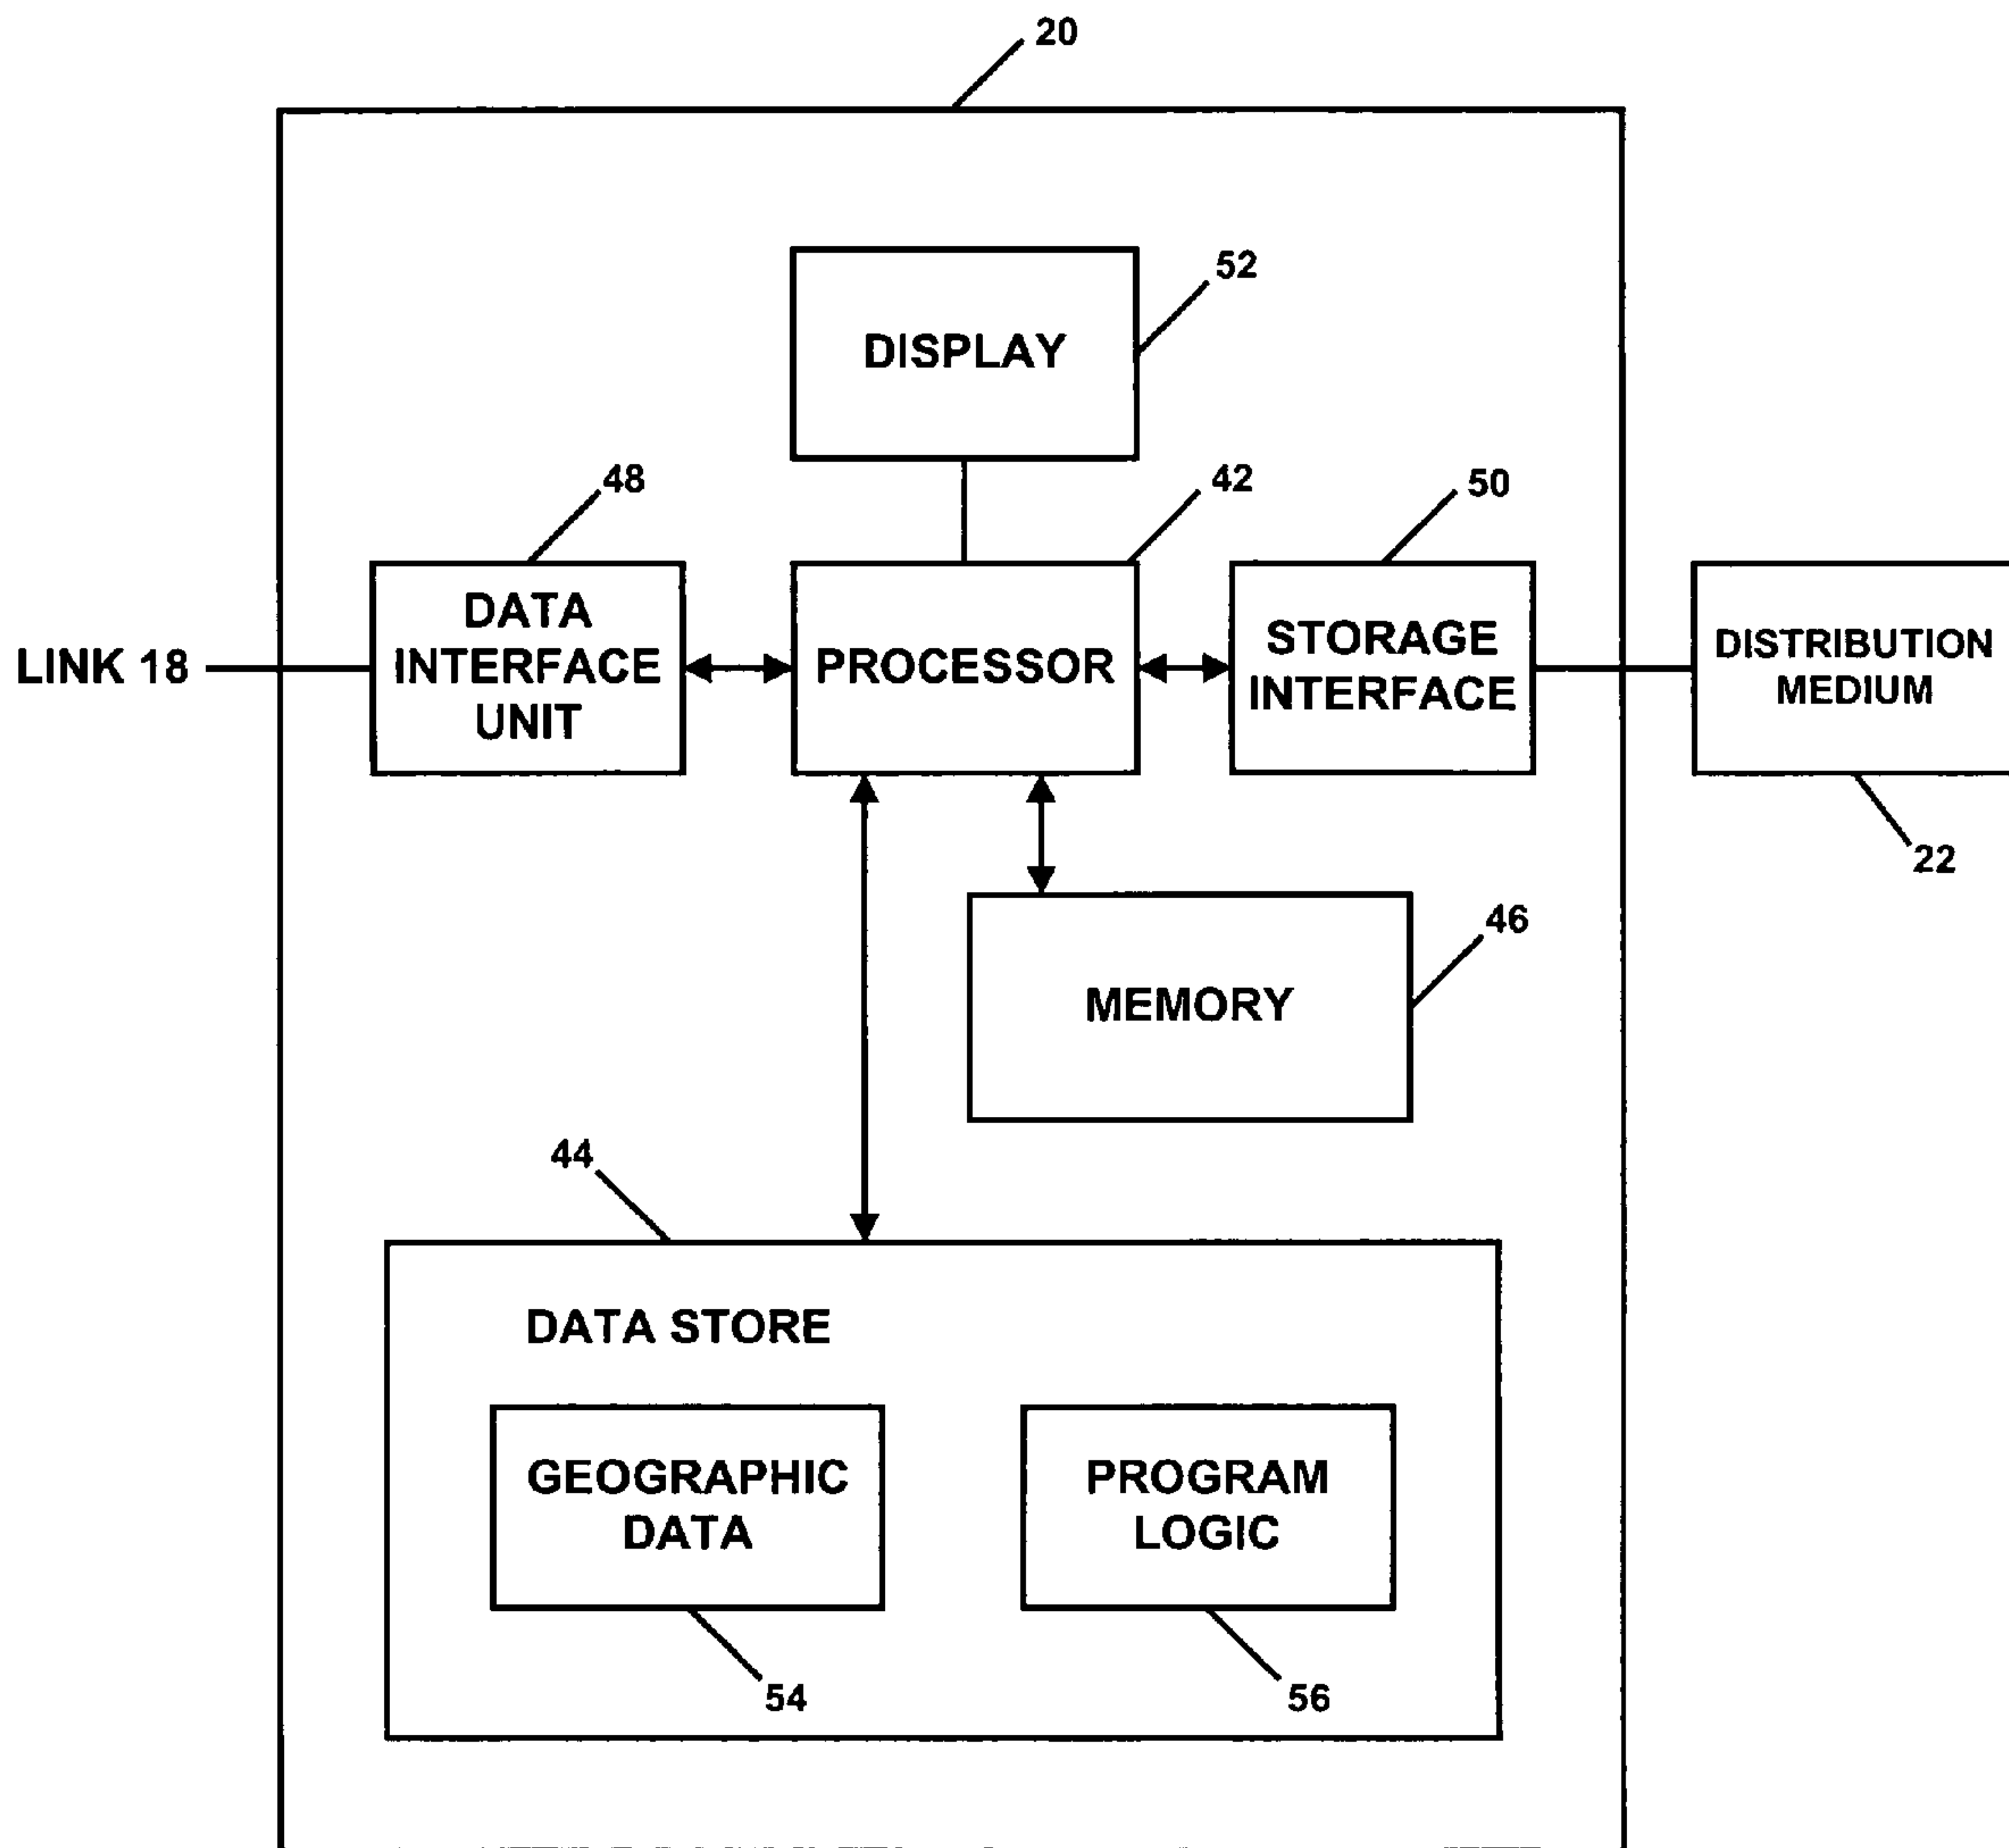 20
DISPLAY
52
48
42
50
LINK 18
DATA
INTERFACE
UNIT
PROCESSOR
STORAGE
INTERFACE
DISTRIBUTION
MEDIUM
22
MEMORY
46
44
DATA STORE
GEOGRAPHIC
DATA
PROGRAM
LOGIC
54
56